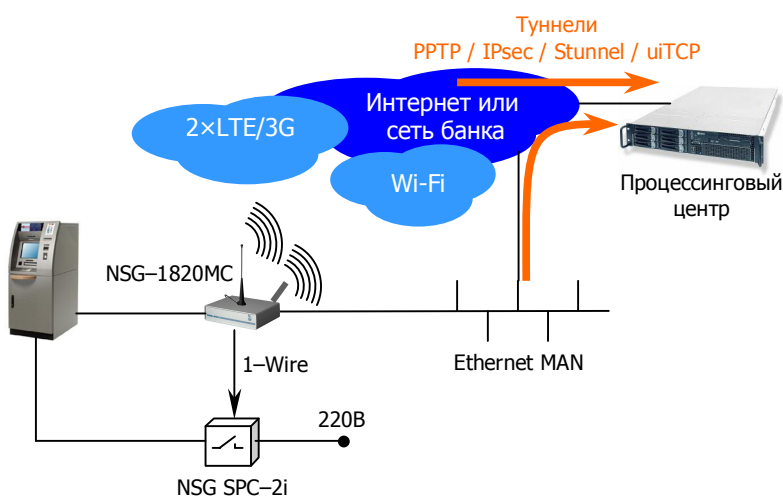 Туннели
PPTP / IPsec / Stunnel / uiTCP
Интернет или
сеть банка
2×LTE/3G
Wi-Fi
Процессинговый
центр
NSG–1820MC
Ethernet MAN
1–Wire
220В
NSG SPC–2i